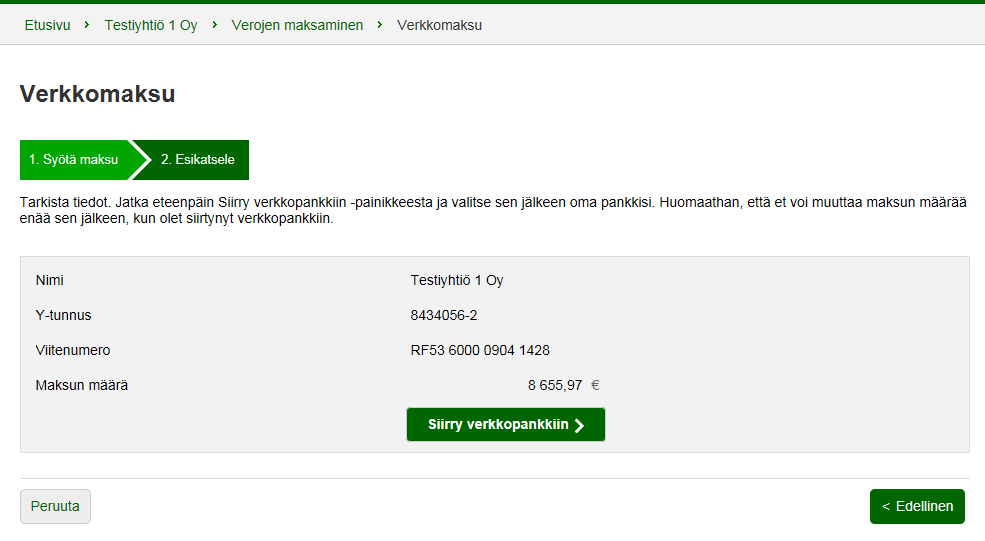 Etusivu > Testiyhtiö 1 Oy > Verojen maksaminen > Verkkomaksu
Verkkomaksu
1. Syötä maksu 2. Esikatsele
Tarkista tiedot. Jatka eteenpäin Siirry verkkopankkiin -painikkeesta ja valitse sen jälkeen oma pankkisi. Huomaathan, että et voi muuttaa maksun määrää
enää sen jälkeen, kun olet siirtynyt verkkopankkiin.
Nimi Testiyhtiö 1 Oy
Y-tunnus 8434056-2
Viitenumero RF53 6000 0904 1428
Maksun määrä 8 655,97 €
Siirry verkkopankkiin >
Peruuta < Edellinen